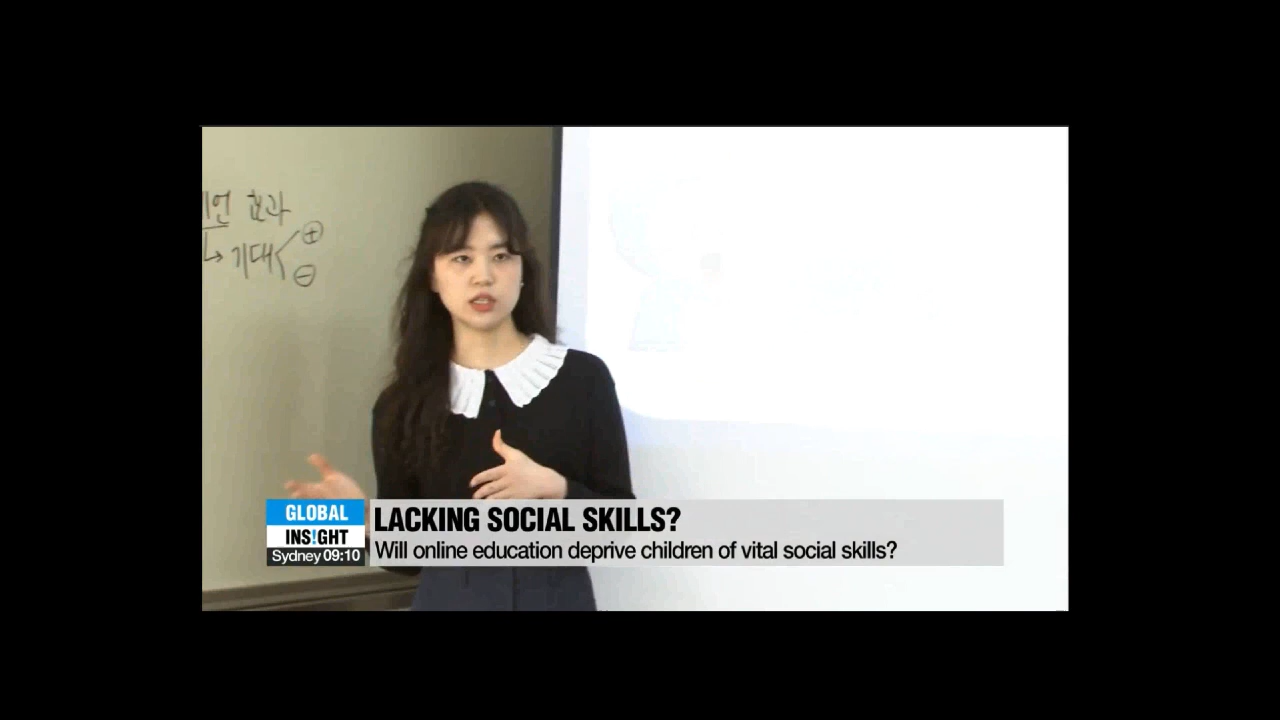 효과
기대
⊕
⊖
GLOBAL
INS!GHT
Sydney 09:10
LACKING SOCIAL SKILLS?
Will online education deprive children of vital social skills?